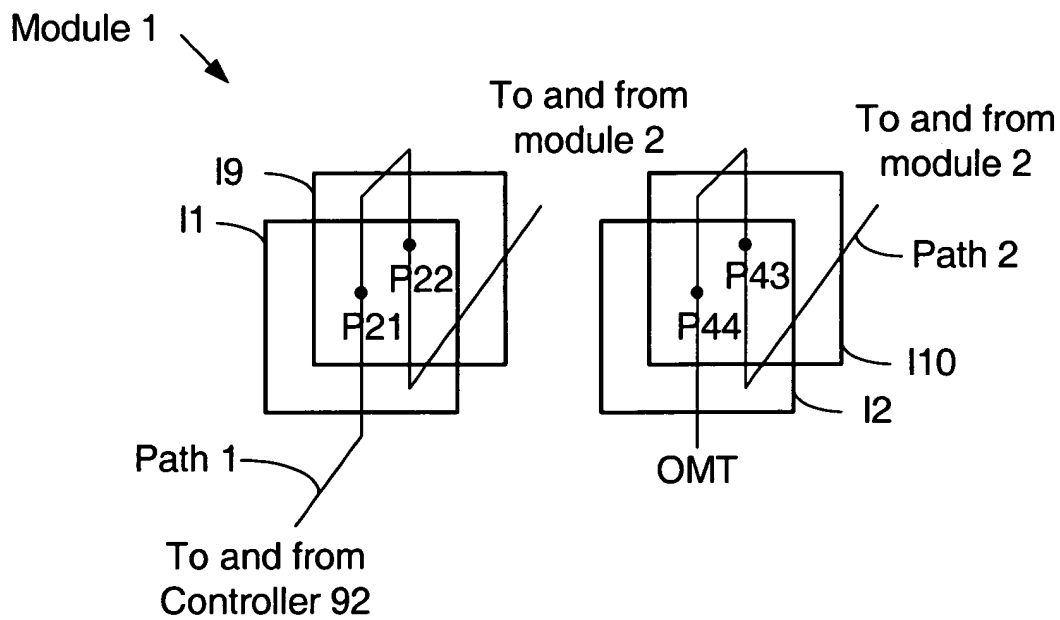 Module 1
To and from
module 2
To and from
module 2
I9
I1
Path 2
P22
P21
P43
P44
I10
I2
Path 1
OMT
To and from
Controller 92